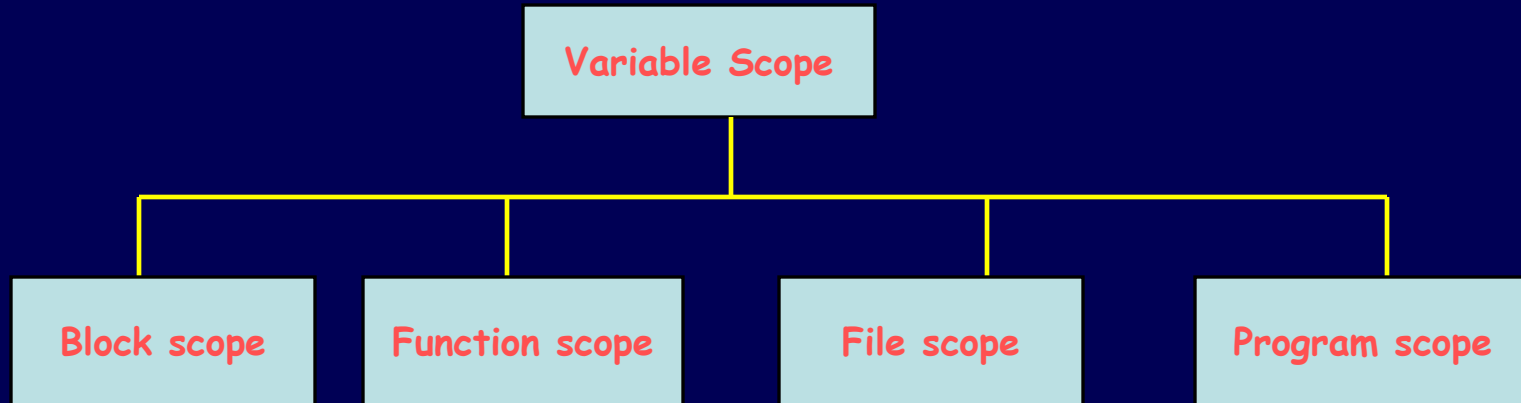 Variable Scope
Block scope
Function scope
File scope
Program scope